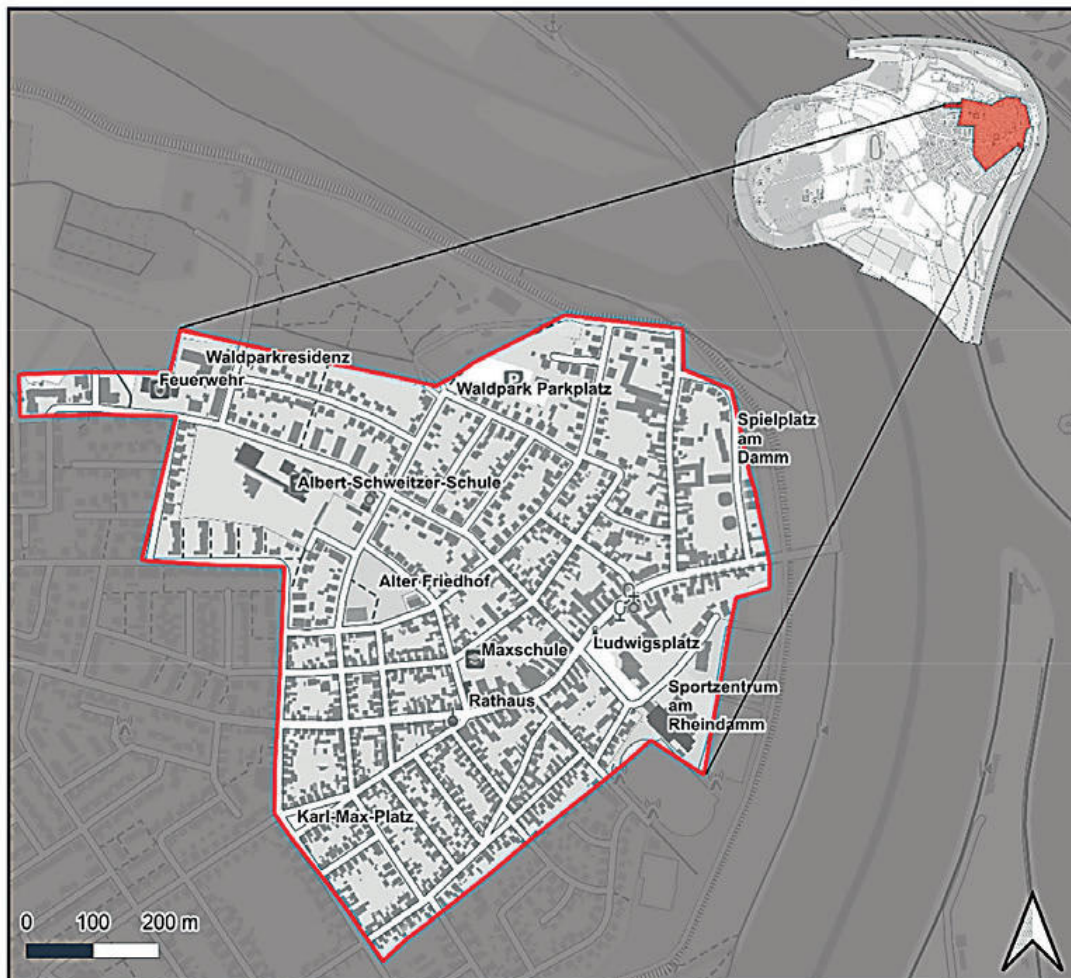 Waldparkresidenz
Feuerwehr
Waldpark Parkplatz
Spielplatz
am
Damm
Albert-Schweitzer-Schule
Alter Friedhof
Ludwigsplatz
Maxschule
Sportzentrum
am
Rheindamm
Rathaus
Karl-Max-Platz
0 100 200 m